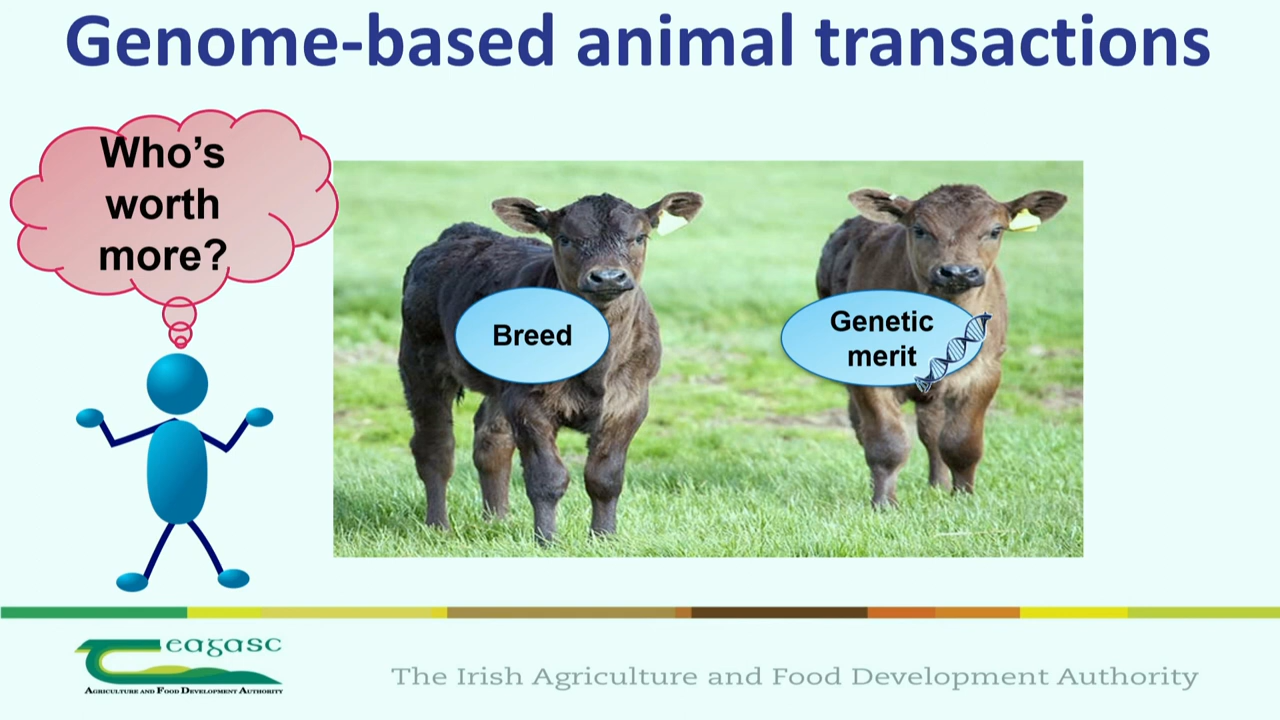 Genome-based animal transactions
Who's
worth
more?
Breed
Genetic
merit
eagasc
AGRICULTURE AND FOOD DEVELOPMENT AUTHORITY
The Irish Agriculture and Food Development Authority